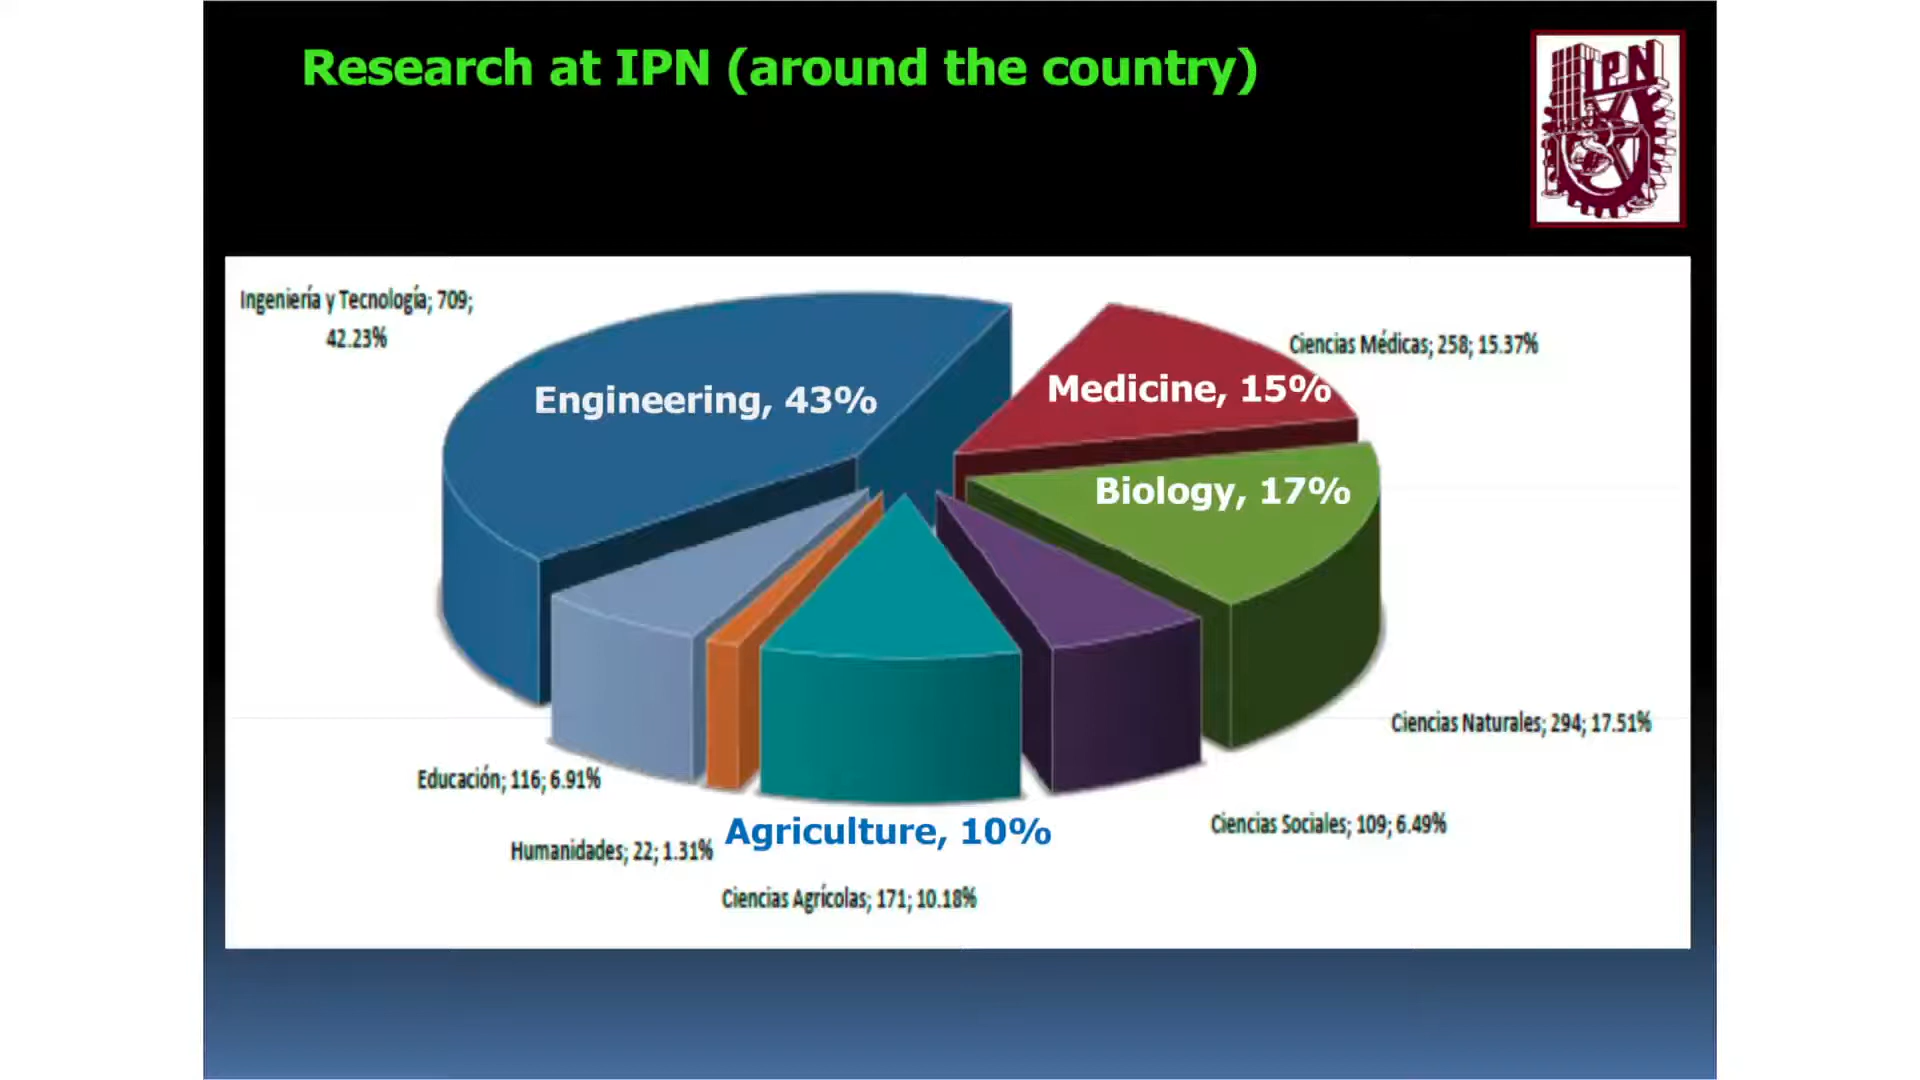 Research at IPN (around the country)
IPN
Ingeniería y Tecnología; 709;
42.23%
Ciencias Médicas; 258; 15.37%
Engineering, 43%
Medicine, 15%
Biology, 17%
Ciencias Naturales; 294; 17.51%
Educación; 116; 6.91%
Ciencias Sociales; 109; 6.49%
Agriculture, 10%
Humanidades; 22; 1.31%
Ciencias Agrícolas; 171; 10.18%